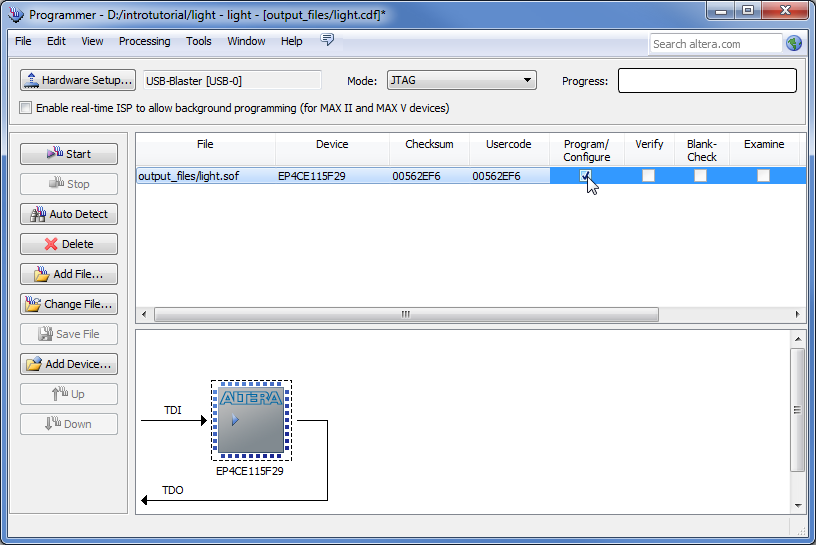 Programmer - D:/introtutorial/light - light - [output_files/light.cdf]*
File Edit View Processing Tools Window Help
Search altera.com
Hardware Setup... USB-Blaster [USB-0] Mode: JTAG Progress:
Enable real-time ISP to allow background programming (for MAX II and MAX V devices)
Start
Stop
Auto Detect
Delete
Add File...
Change File...
Save File
Add Device...
Up
Down
File Device Checksum Usercode Program/ Verify Blank- Examine
Configure Check
output_files/light.sof EP4CE115F29 00562EF6 00562EF6
TDI
ALTERA
EP4CE115F29
TDO